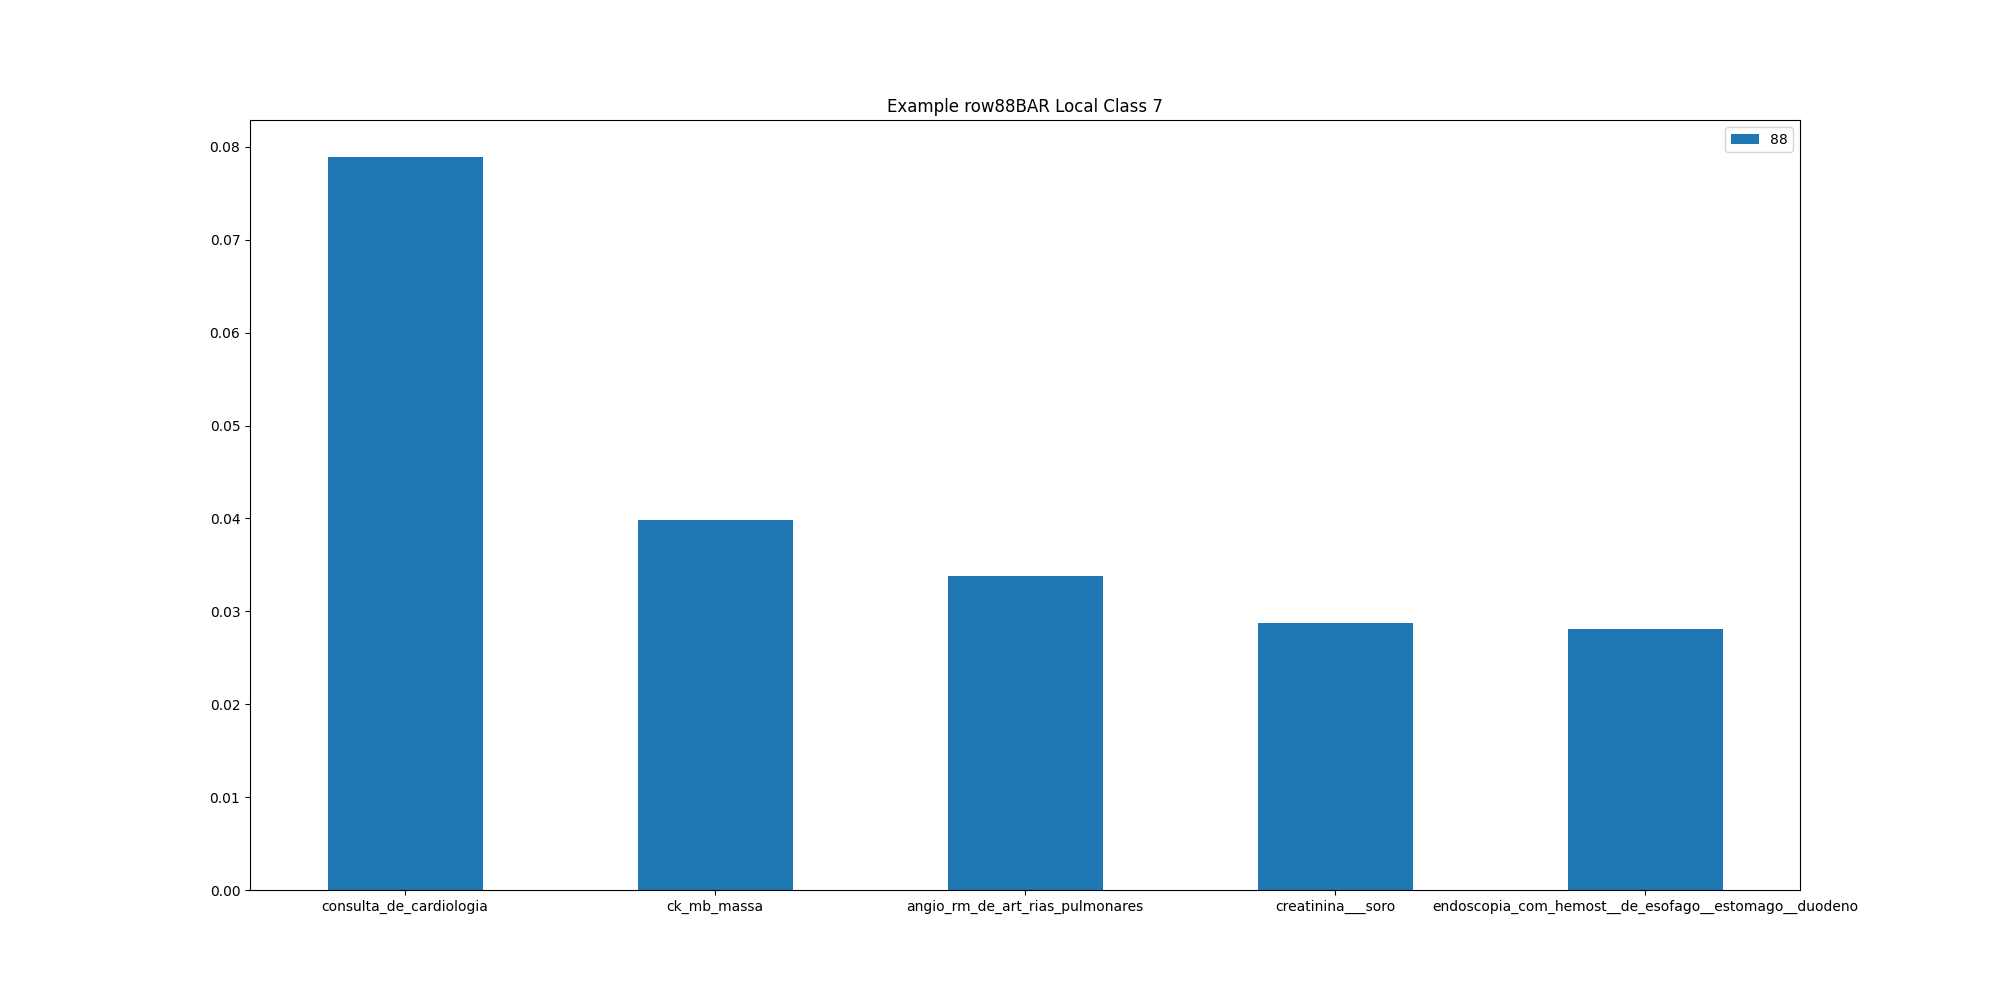 Example row88BAR Local Class 7
88
0.08
0.07
0.06
0.05
0.04
0.03
0.02
0.01
0.00
consulta_de_cardiologia
ck_mb_massa
angio_rm_de_art_rias_pulmonares
creatinina___soro
endoscopia_com_hemost__de_esofago__estomago__duodeno